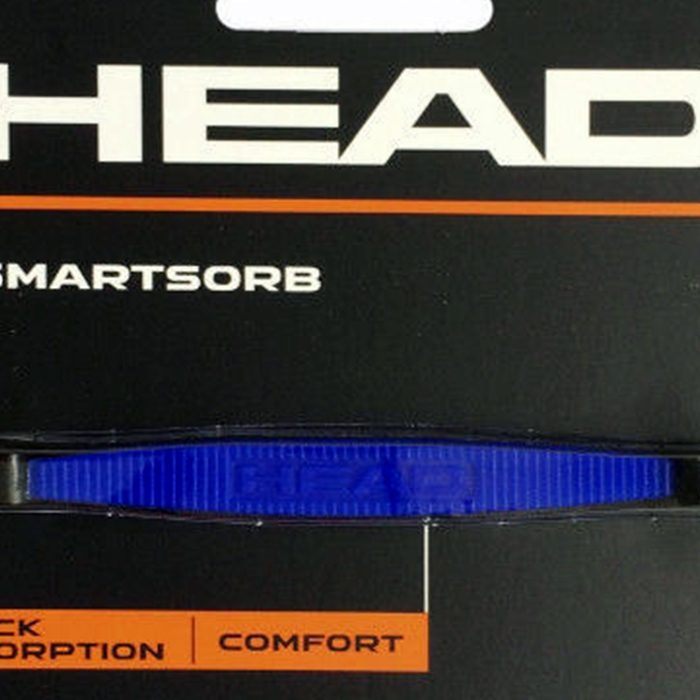 HEAD
SMARTSORB
HEAD
CK
ORPTION
COMFORT